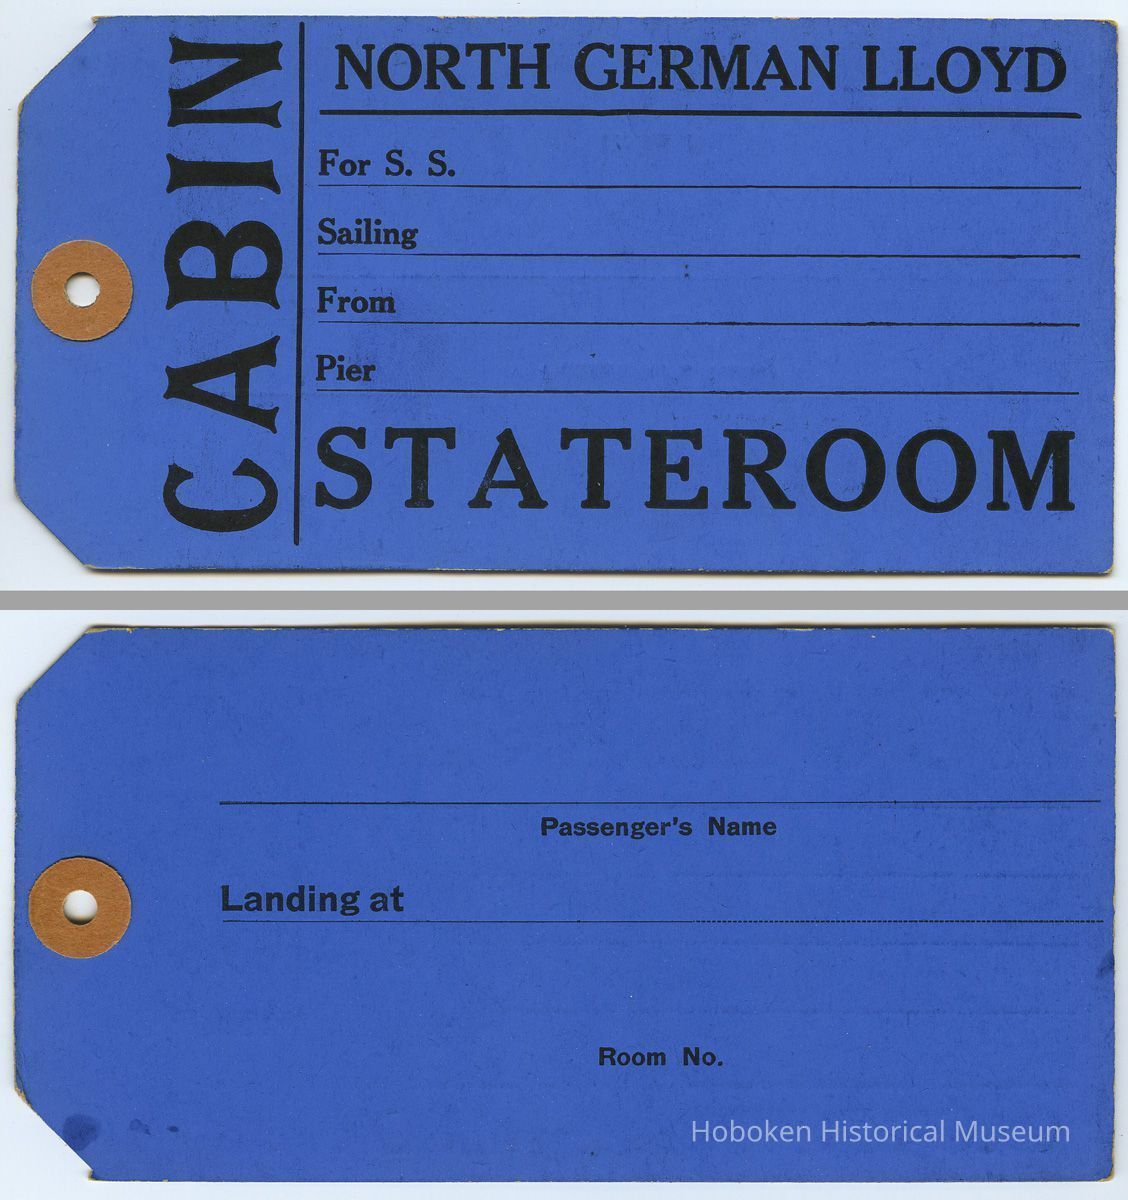 CABIN
NORTH GERMAN LLOYD
For S. S.
Sailing
From
Pier
STATEROOM
Passenger's Name
Landing at
Room No.
Hoboken Historical Museum